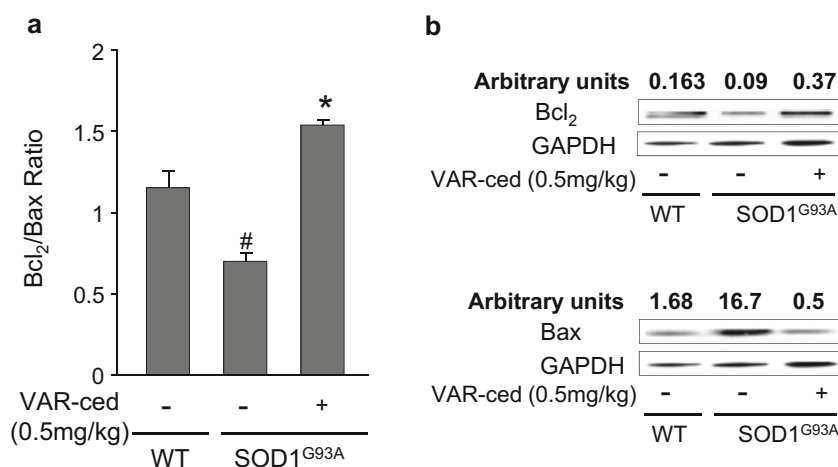 a
2
1.5
1
0.5
0
Bcl₂/Bax Ratio
#
*
VAR-ced - - +
(0.5mg/kg)
WT SOD1ᴳ⁹³ᴬ
b
Arbitrary units 0.163 0.09 0.37
Bcl₂
GAPDH
VAR-ced (0.5mg/kg) - - +
WT SOD1ᴳ⁹³ᴬ
Arbitrary units 1.68 16.7 0.5
Bax
GAPDH
VAR-ced (0.5mg/kg) - - +
WT SOD1ᴳ⁹³ᴬ